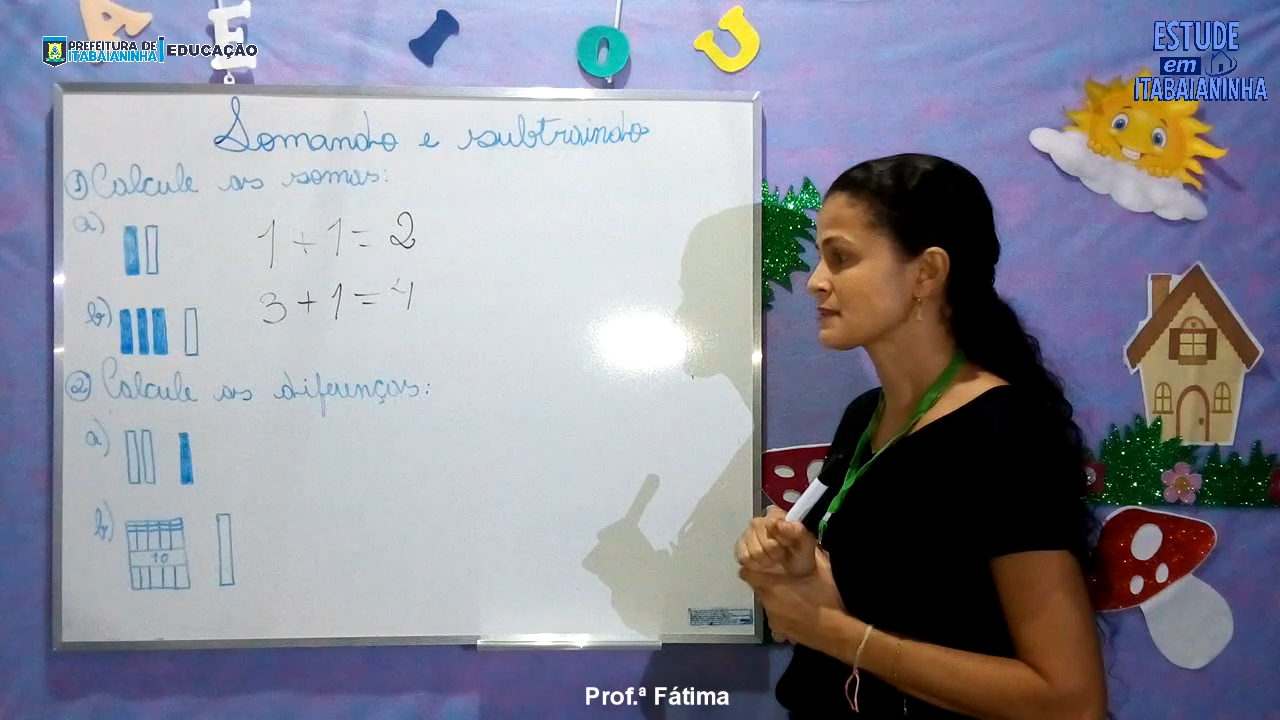 A E I O U
PREFEITURA DE
ITABAIANINHA
EDUCAÇÃO
ESTUDE
em
ITABAIANINHA
Somando e subtraindo
1) Calcule as somas:
a)
1 + 1 = 2
b)
3 + 1 = 4
2) Calcule as diferenças:
a)
b)
10
Prof.ª Fátima